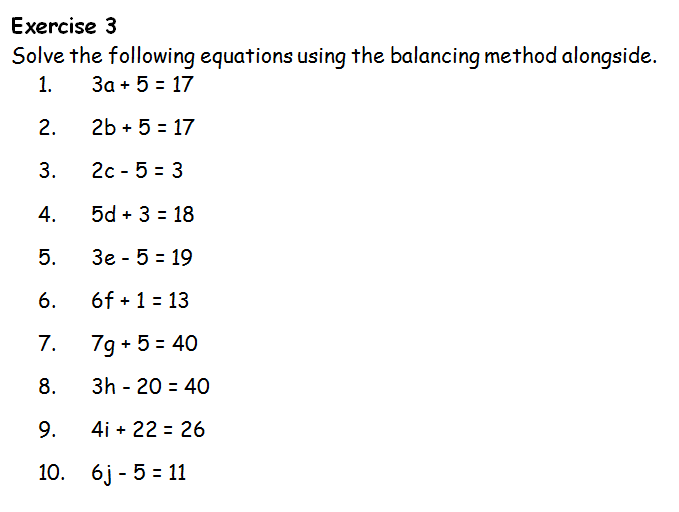 Exercise 3
Solve the following equations using the balancing method alongside.
1. 3a + 5 = 17
2. 2b + 5 = 17
3. 2c - 5 = 3
4. 5d + 3 = 18
5. 3e - 5 = 19
6. 6f + 1 = 13
7. 7g + 5 = 40
8. 3h - 20 = 40
9. 4i + 22 = 26
10. 6j - 5 = 11